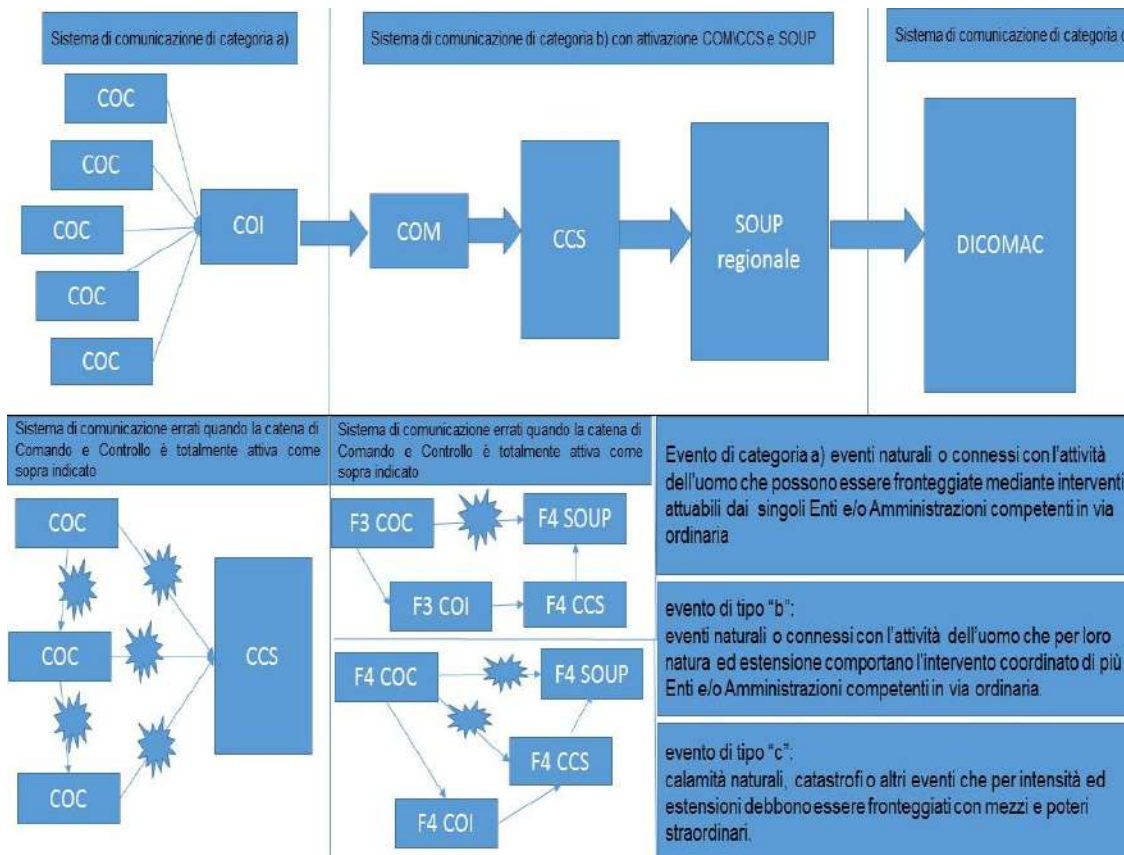 Sistema di comunicazione di categoria a)
Sistema di comunicazione di categoria b) con attivazione COM\CCS e SOUP
Sistema di comunicazione di categoria
COC
COC
COC
COC
COC
COI
COM
CCS
SOUP
regionale
DICOMAC
Sistema di comunicazione errati quando la catena di
Comando e Controllo è totalmente attiva come
sopra indicato
COC
COC
COC
CCS
Sistema di comunicazione errati quando la catena di
Comando e Controllo è totalmente attiva come
sopra indicato
F3 COC
F4 SOUP
F3 COI
F4 CCS
F4 COC
F4 SOUP
F4 CCS
F4 COI
Evento di categoria a) eventi naturali o connessi con l'attività
dell'uomo che possono essere fronteggiate mediante interventi
attuabili dai singoli Enti e/o Amministrazioni competenti in via
ordinaria
evento di tipo "b":
eventi naturali o connessi con l'attività dell'uomo che per loro
natura ed estensione comportano l'intervento coordinato di più
Enti e/o Amministrazioni competenti in via ordinaria.
evento di tipo "c":
calamità naturali, catastrofi o altri eventi che per intensità ed
estensioni debbono essere fronteggiati con mezzi e poteri
straordinari.